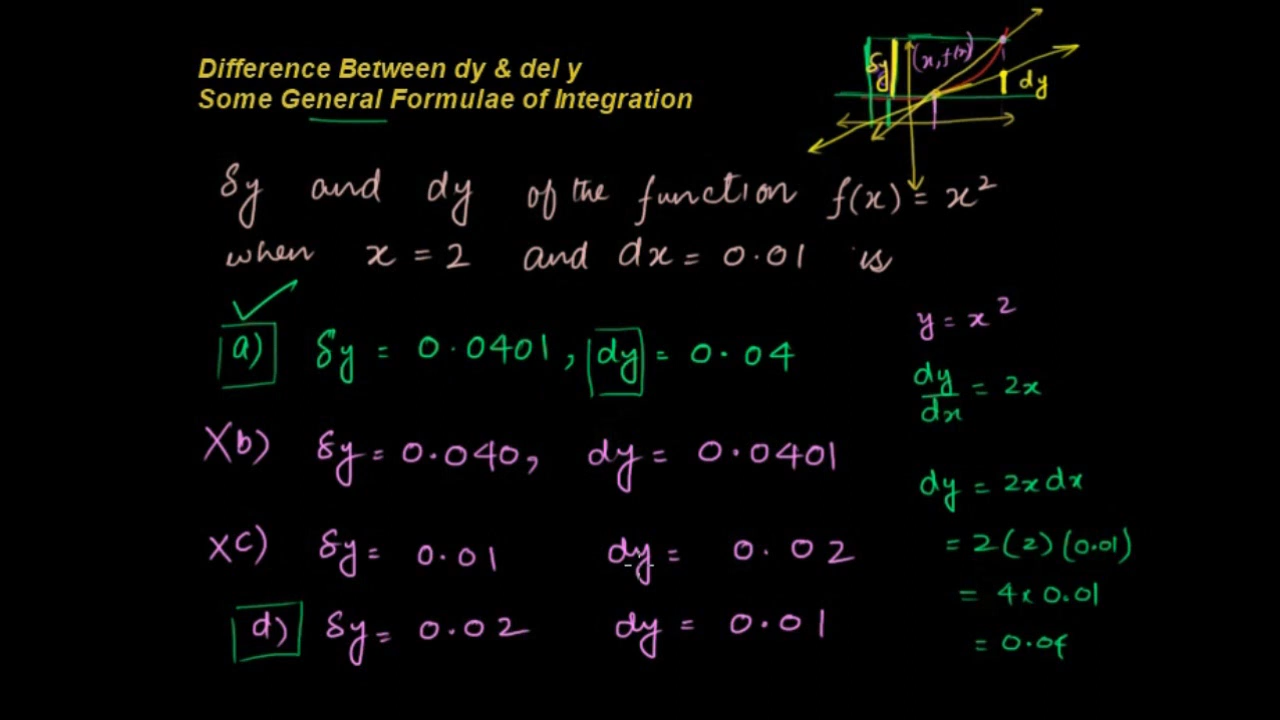 Difference Between dy & del y
Some General Formulae of Integration
δy
(x, f(x))
dy
δy and dy of the function f(x) = x²
when x = 2 and dx = 0.01 is
a) δy = 0.0401, dy = 0.04
Xb) δy = 0.040, dy = 0.0401
Xc) δy = 0.01 dy = 0.02
d) δy = 0.02 dy = 0.01
y = x²
dy/dx = 2x
dy = 2x dx
= 2(2)(0.01)
= 4 x 0.01